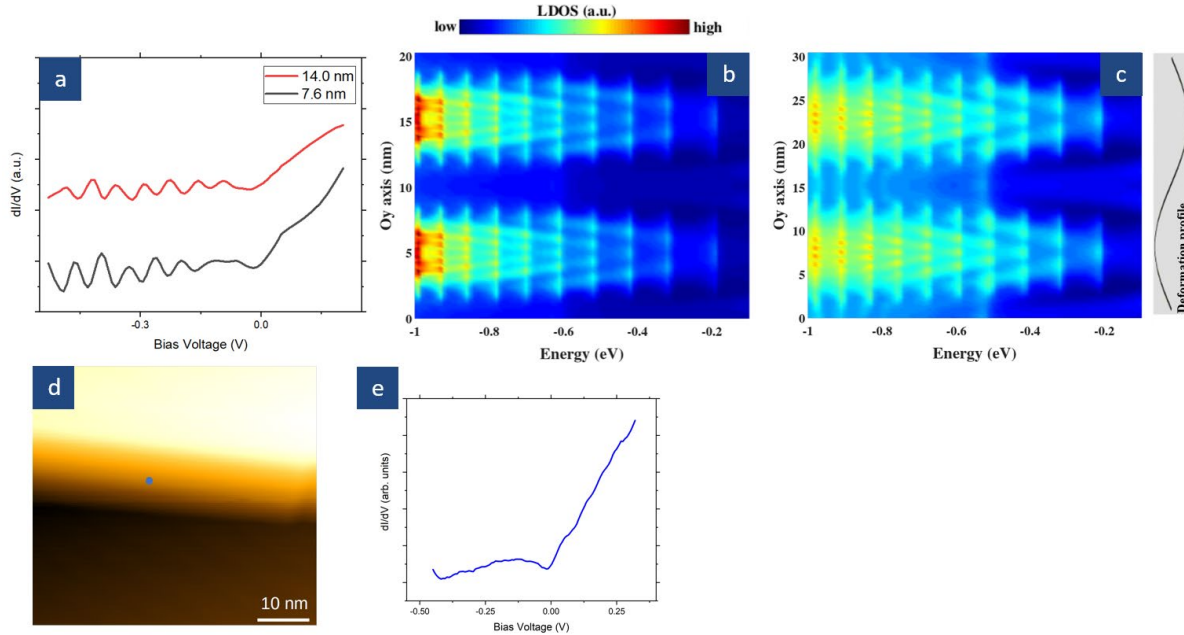 LDOS (a.u.)
low
high
a
14.0 nm
7.6 nm
dI/dV (a.u.)
-0.3
0.0
Bias Voltage (V)
b
20
15
10
5
0
Oy axis (nm)
-1
-0.8
-0.6
-0.4
-0.2
Energy (eV)
c
30
25
20
15
10
5
0
Oy axis (nm)
-1
-0.8
-0.6
-0.4
-0.2
Energy (eV)
Deformation profile
d
10 nm
e
dI/dV (arb. units)
-0.50
-0.25
0.00
0.25
Bias Voltage (V)